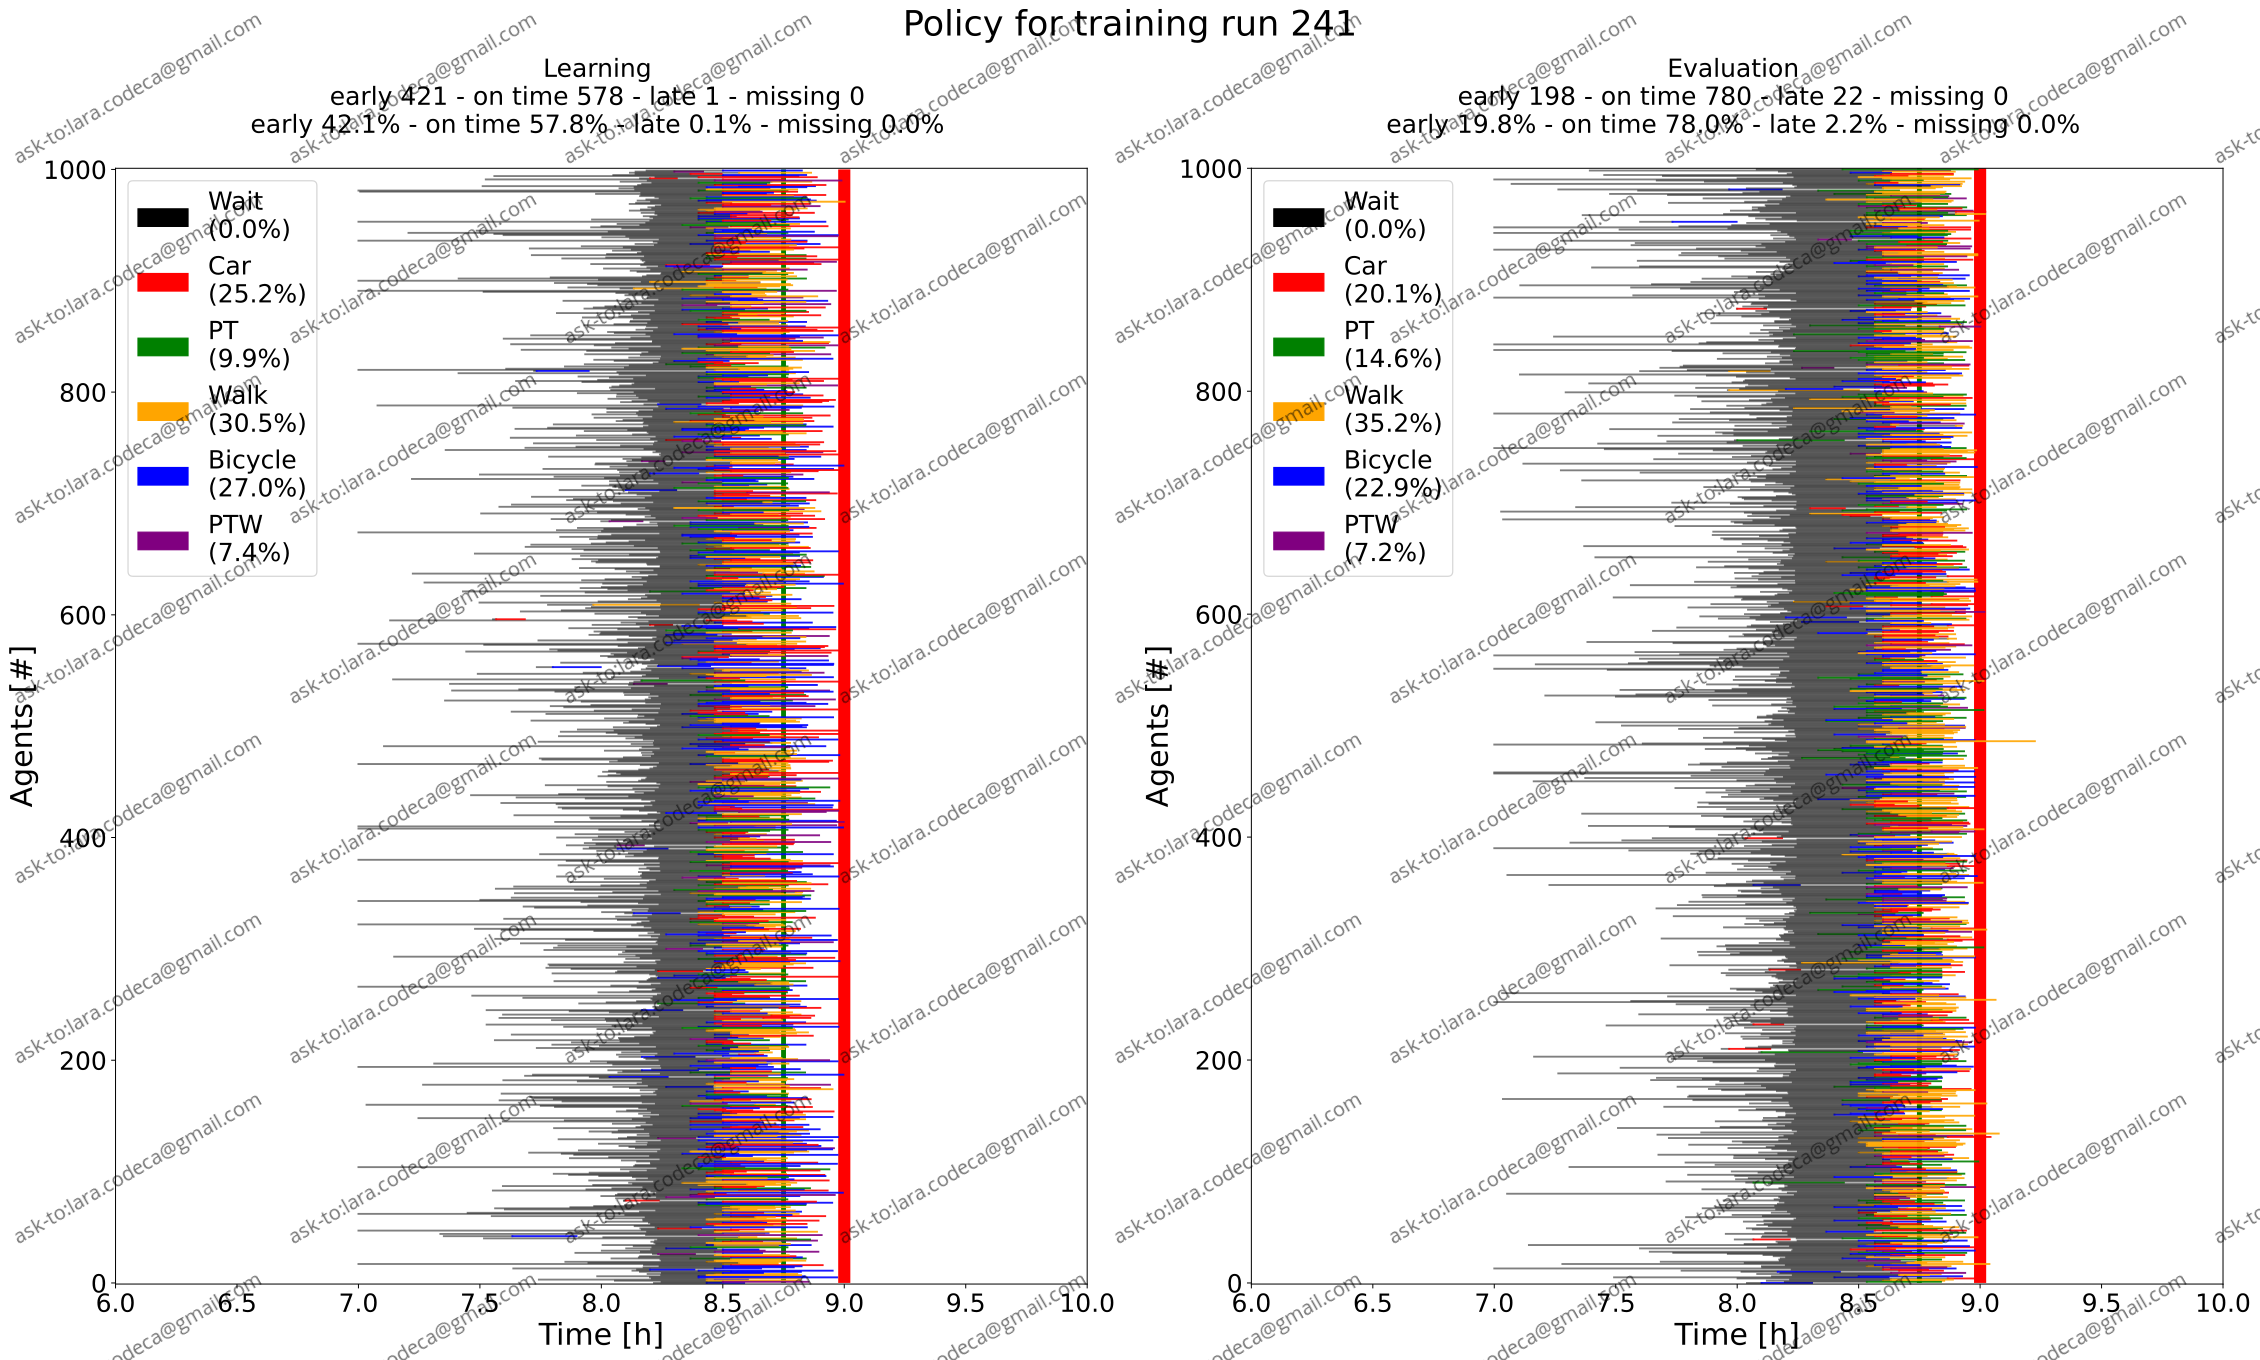 Policy for training run 241
Learning
early 421 - on time 578 - late 1 - missing 0
early 42.1% - on time 57.8% - late 0.1% - missing 0.0%
Evaluation
early 198 - on time 780 - late 22 - missing 0
early 19.8% - on time 78.0% - late 2.2% - missing 0.0%
Wait
(0.0%)
Car
(25.2%)
PT
(9.9%)
Walk
(30.5%)
Bicycle
(27.0%)
PTW
(7.4%)
Wait
(0.0%)
Car
(20.1%)
PT
(14.6%)
Walk
(35.2%)
Bicycle
(22.9%)
PTW
(7.2%)
Agents [#]
1000
800
600
400
200
0
6.0 6.5 7.0 7.5 8.0 8.5 9.0 9.5 10.0
Time [h]
Agents [#]
1000
800
600
400
200
0
6.0 6.5 7.0 7.5 8.0 8.5 9.0 9.5 10.0
Time [h]
ask-to:lara.codeca@gmail.com